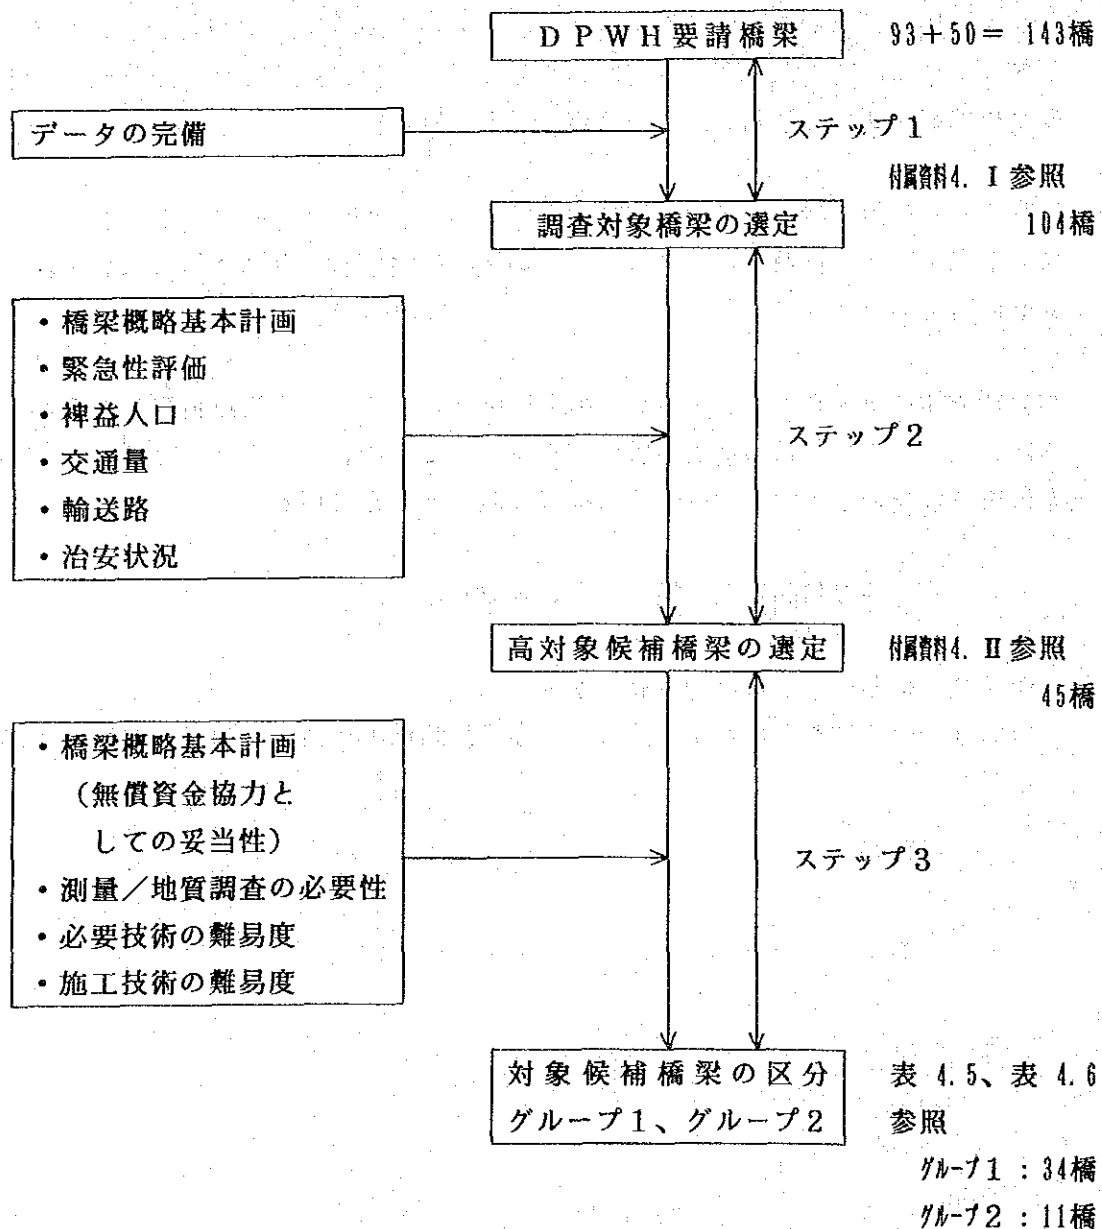 DPWH要請橋梁 93+50= 143橋
データの完備
ステップ1
付属資料4. I 参照
調査対象橋梁の選定 104橋
・橋梁概略基本計画
・緊急性評価
・裨益人口
・交通量
・輸送路
・治安状況
ステップ2
高対象候補橋梁の選定 付属資料4. II 参照
45橋
・橋梁概略基本計画
(無償資金協力と
しての妥当性)
・測量/地質調査の必要性
・必要技術の難易度
・施工技術の難易度
ステップ3
対象候補橋梁の区分 表 4.5、表 4.6
グループ1、グループ2 参照
グループ1 : 34橋
グループ2 : 11橋